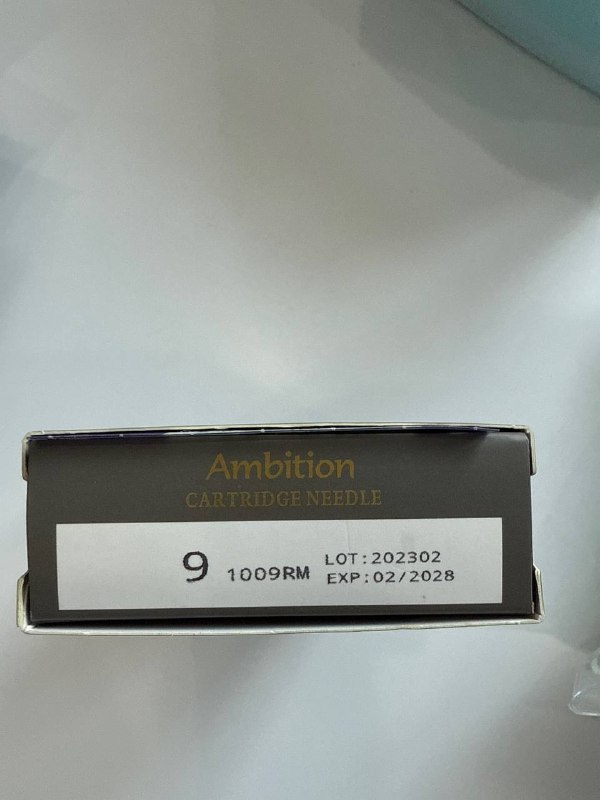 Ambition
CARTRIDGE NEEDLE
9 1009RM
LOT:202302
EXP:02/2028